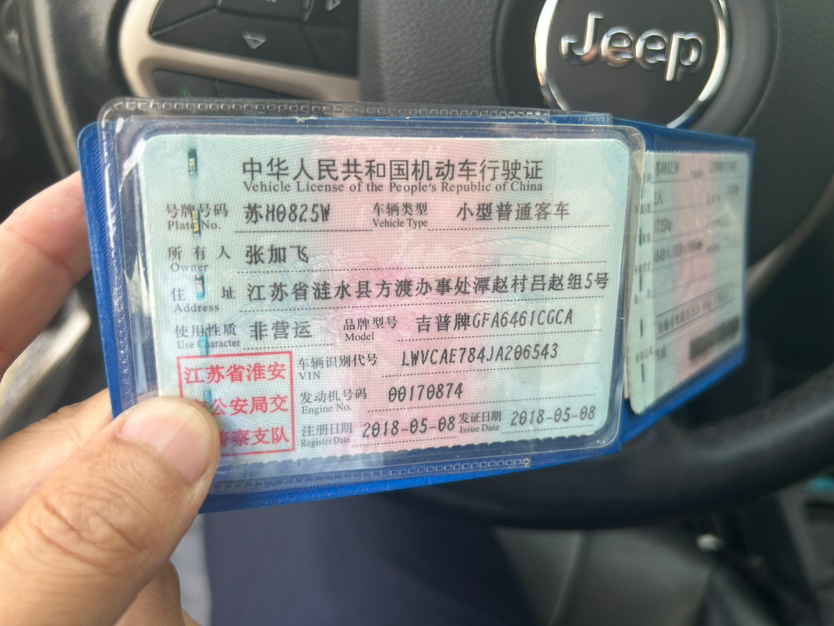 Jeep
中华人民共和国机动车行驶证
Vehicle License of the People's Republic of China
号牌号码 苏H0825W 车辆类型 小型普通客车
Plate No. Vehicle Type
所有人 张加飞
Owner
住址 江苏省涟水县方渡办事处潭赵村吕赵组5号
Address
使用性质 非营运 品牌型号 吉普牌GFA6461CGCA
Use Character Model
江苏省淮安
公安局交
警察支队
车辆识别代号 LWVCAE784JA206543
VIN
发动机号码 00170874
Engine No.
注册日期 2018-05-08 发证日期 2018-05-08
Register Date Issue Date